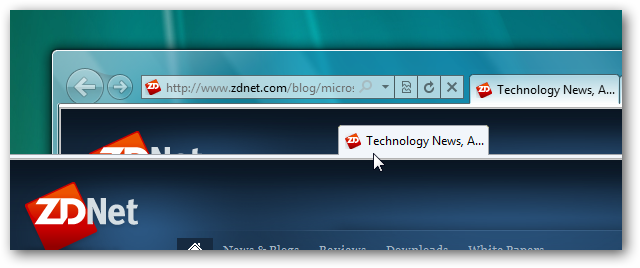 http://www.zdnet.com/blog/micros
Technology News, A...
Technology News, A...
ZDNet
ZDNet
News & Blogs Reviews Downloads White Papers